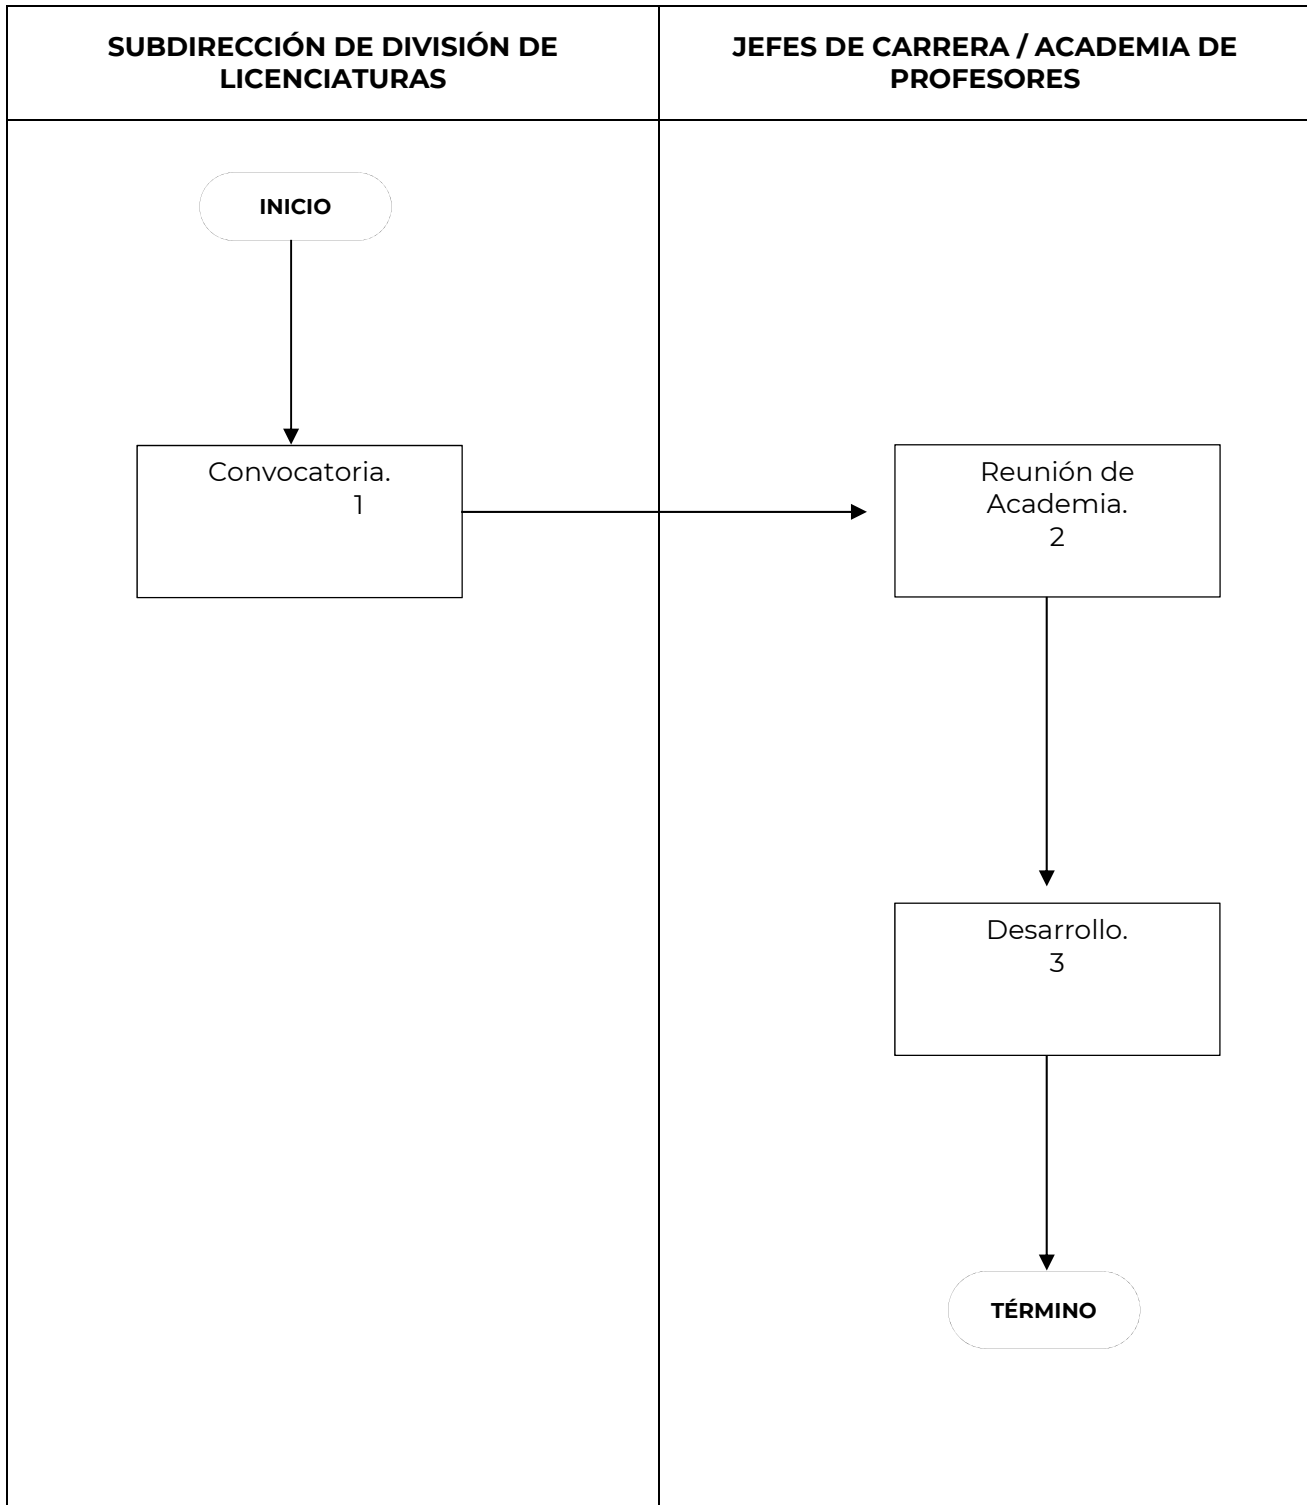 SUBDIRECCIÓN DE DIVISIÓN DE
LICENCIATURAS
JEFES DE CARRERA / ACADEMIA DE
PROFESORES
INICIO
Convocatoria.
1
Reunión de
Academia.
2
Desarrollo.
3
TÉRMINO